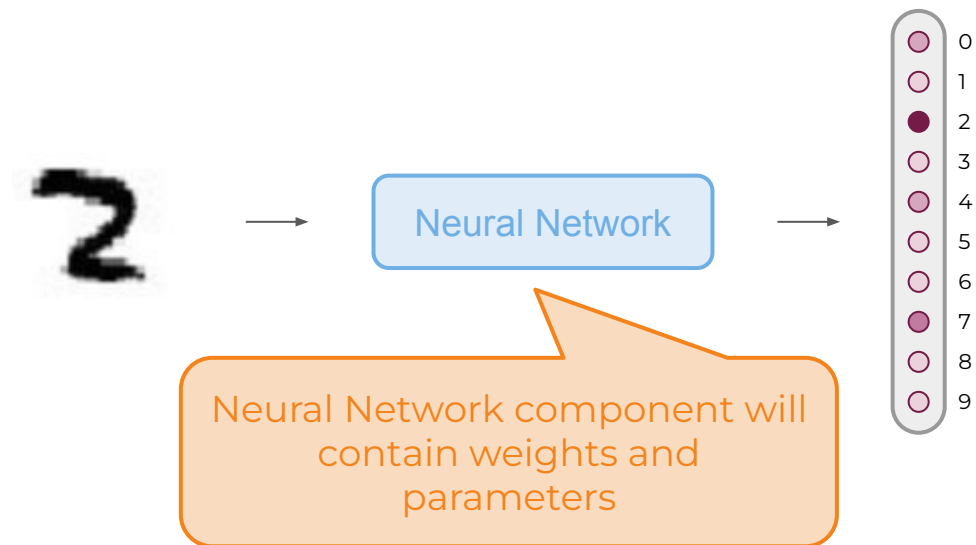 2
Neural Network
Neural Network component will
contain weights and
parameters
0
1
2
3
4
5
6
7
8
9